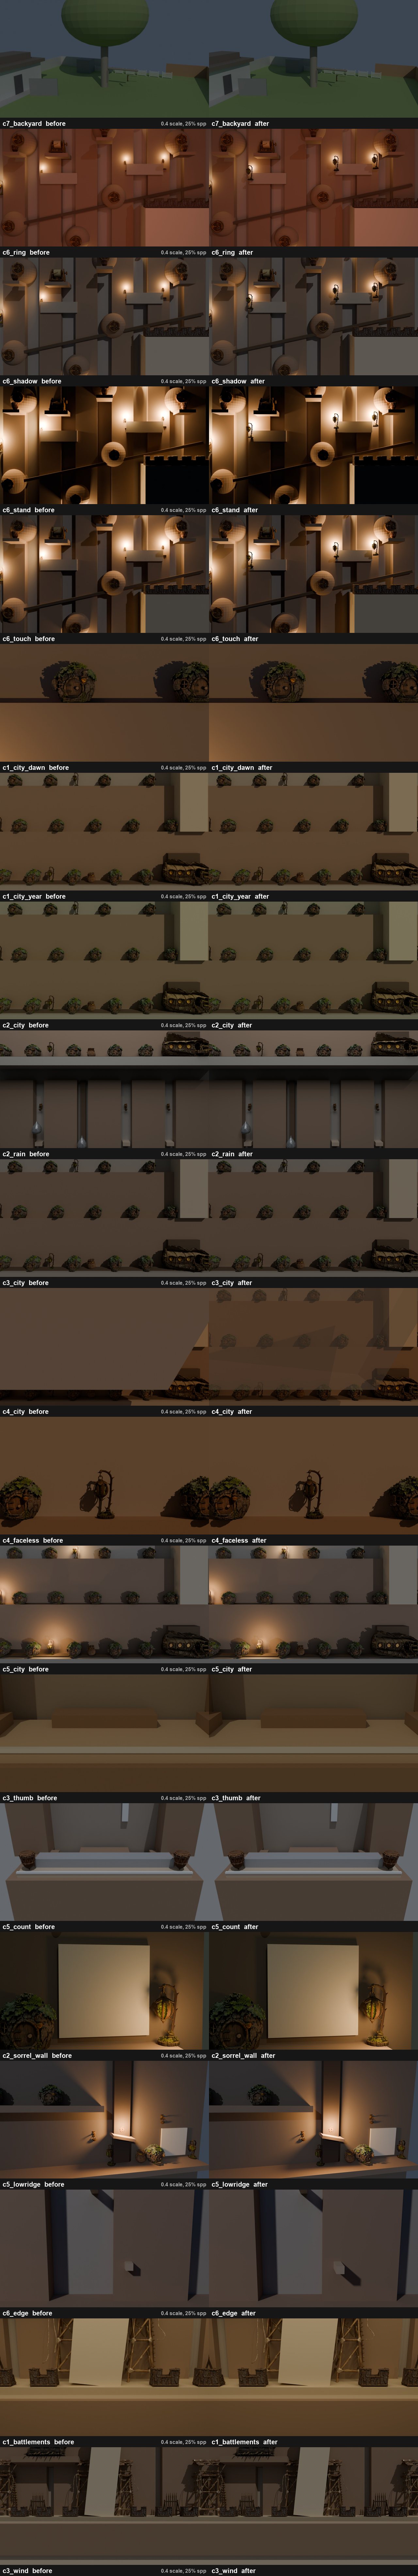 c7_backyard before 0.4 scale, 25% spp c7_backyard after
c6_ring before 0.4 scale, 25% spp c6_ring after
c6_shadow before 0.4 scale, 25% spp c6_shadow after
c6_stand before 0.4 scale, 25% spp c6_stand after
c6_touch before 0.4 scale, 25% spp c6_touch after
c1_city_dawn before 0.4 scale, 25% spp c1_city_dawn after
c1_city_year before 0.4 scale, 25% spp c1_city_year after
c2_city before 0.4 scale, 25% spp c2_city after
c2_rain before 0.4 scale, 25% spp c2_rain after
c3_city before 0.4 scale, 25% spp c3_city after
c4_city before 0.4 scale, 25% spp c4_city after
c4_faceless before 0.4 scale, 25% spp c4_faceless after
c5_city before 0.4 scale, 25% spp c5_city after
c3_thumb before 0.4 scale, 25% spp c3_thumb after
c5_count before 0.4 scale, 25% spp c5_count after
c2_sorrel_wall before 0.4 scale, 25% spp c2_sorrel_wall after
c5_lowridge before 0.4 scale, 25% spp c5_lowridge after
c6_edge before 0.4 scale, 25% spp c6_edge after
c1_battlements before 0.4 scale, 25% spp c1_battlements after
c3_wind before 0.4 scale, 25% spp c3_wind after